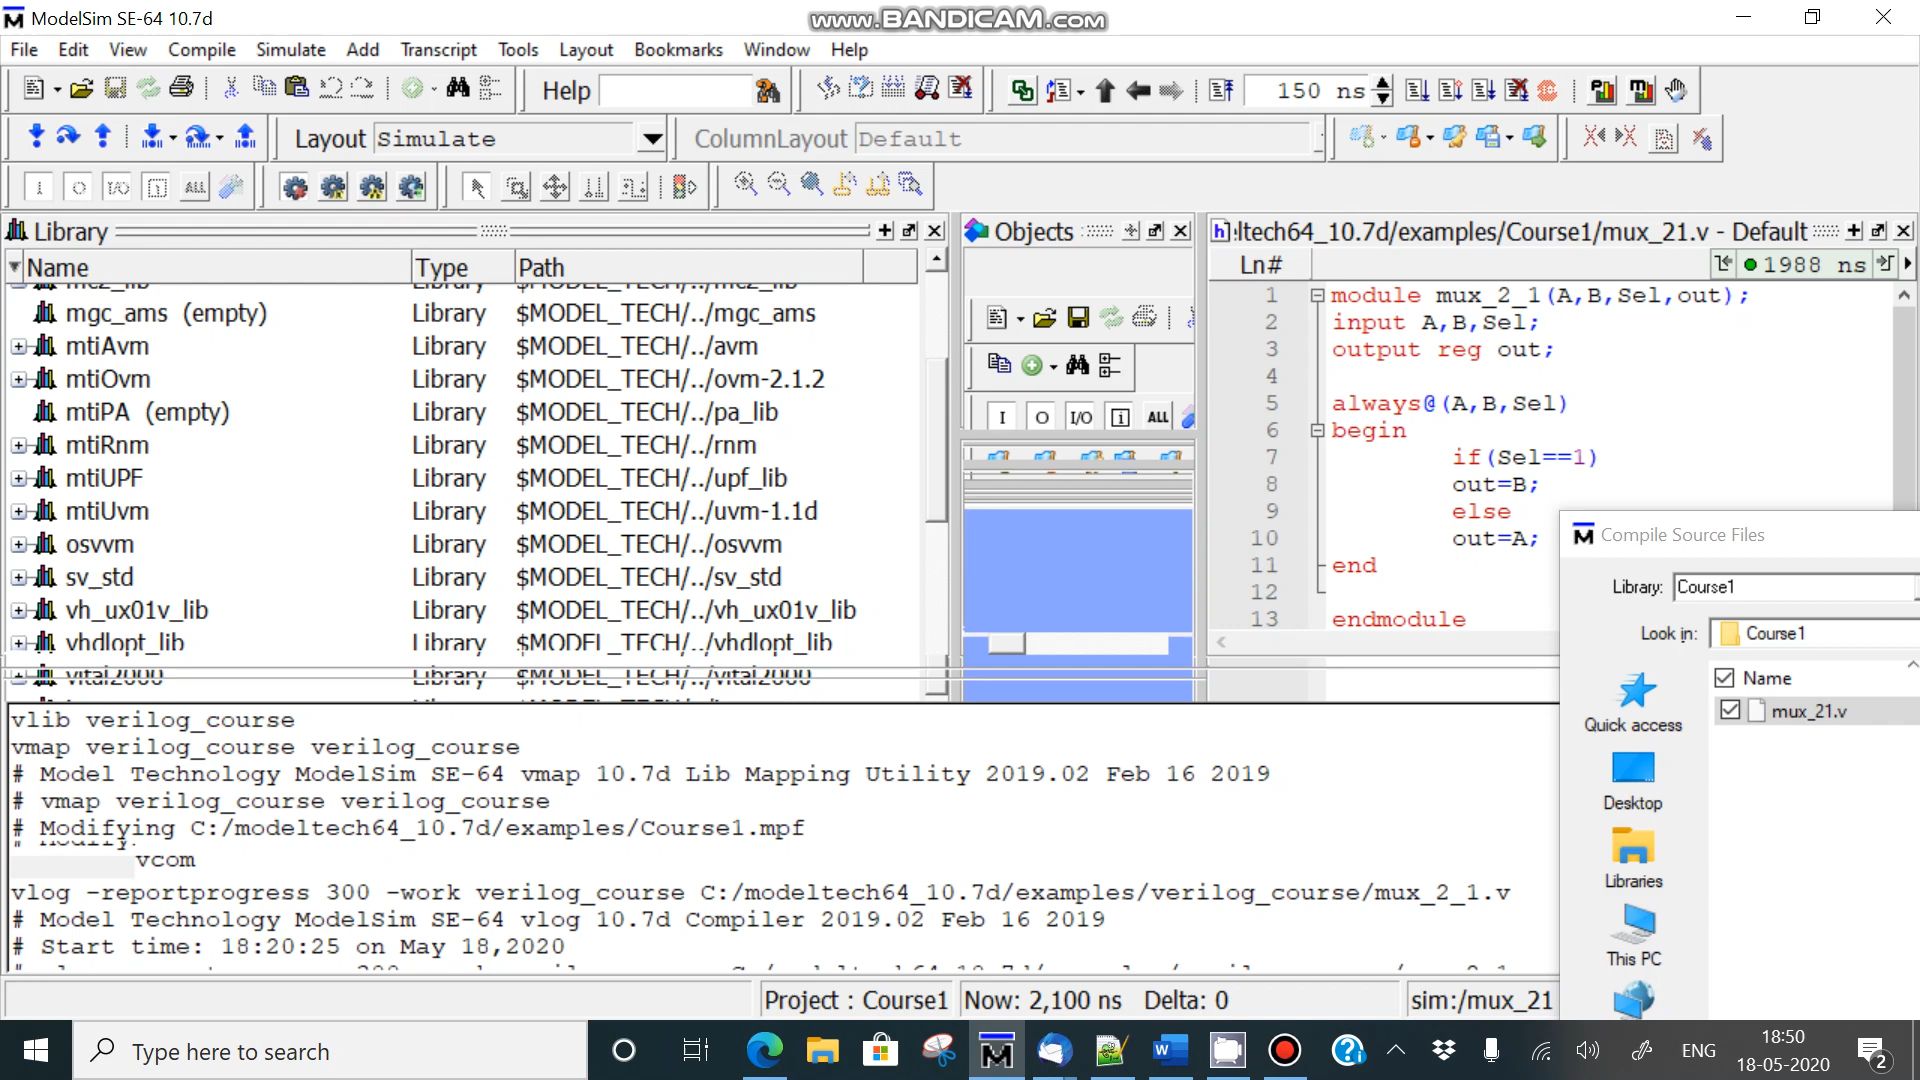 ModelSim SE-64 10.7d
www.BANDICAM.com
File Edit View Compile Simulate Add Transcript Tools Layout Bookmarks Window Help
Help
150 ns
Layout Simulate
ColumnLayout Default
I/O ALL
Library
Name Type Path
mgc_ams (empty) Library $MODEL_TECH/../mgc_ams
mtiAvm Library $MODEL_TECH/../avm
mtiOvm Library $MODEL_TECH/../ovm-2.1.2
mtiPA (empty) Library $MODEL_TECH/../pa_lib
mtiRnm Library $MODEL_TECH/../rnm
mtiUPF Library $MODEL_TECH/../upf_lib
mtiUvm Library $MODEL_TECH/../uvm-1.1d
osvvm Library $MODEL_TECH/../osvvm
sv_std Library $MODEL_TECH/../sv_std
vh_ux01v_lib Library $MODEL_TECH/../vh_ux01v_lib
vhdlopt_lib Library $MODEL_TECH/../vhdlopt_lib
vital2000 Library $MODEL_TECH/../vital2000
Objects
I O I/O ALL
ltech64_10.7d/examples/Course1/mux_21.v - Default
Ln#
1988 ns
1 module mux_2_1(A,B,Sel,out);
2 input A,B,Sel;
3 output reg out;
4
5 always@(A,B,Sel)
6 begin
7 if(Sel==1)
8 out=B;
9 else
10 out=A;
11 end
12
13 endmodule
Compile Source Files
Library: Course1
Look in: Course1
Name
mux_21.v
Quick access
Desktop
Libraries
This PC
vlib verilog_course
vmap verilog_course verilog_course
# Model Technology ModelSim SE-64 vmap 10.7d Lib Mapping Utility 2019.02 Feb 16 2019
# vmap verilog_course verilog_course
# Modifying C:/modeltech64_10.7d/examples/Course1.mpf
vcom
vlog -reportprogress 300 -work verilog_course C:/modeltech64_10.7d/examples/verilog_course/mux_2_1.v
# Model Technology ModelSim SE-64 vlog 10.7d Compiler 2019.02 Feb 16 2019
# Start time: 18:20:25 on May 18,2020
Project : Course1
Now: 2,100 ns Delta: 0
sim:/mux_21
Type here to search
ENG
18:50
18-05-2020
2